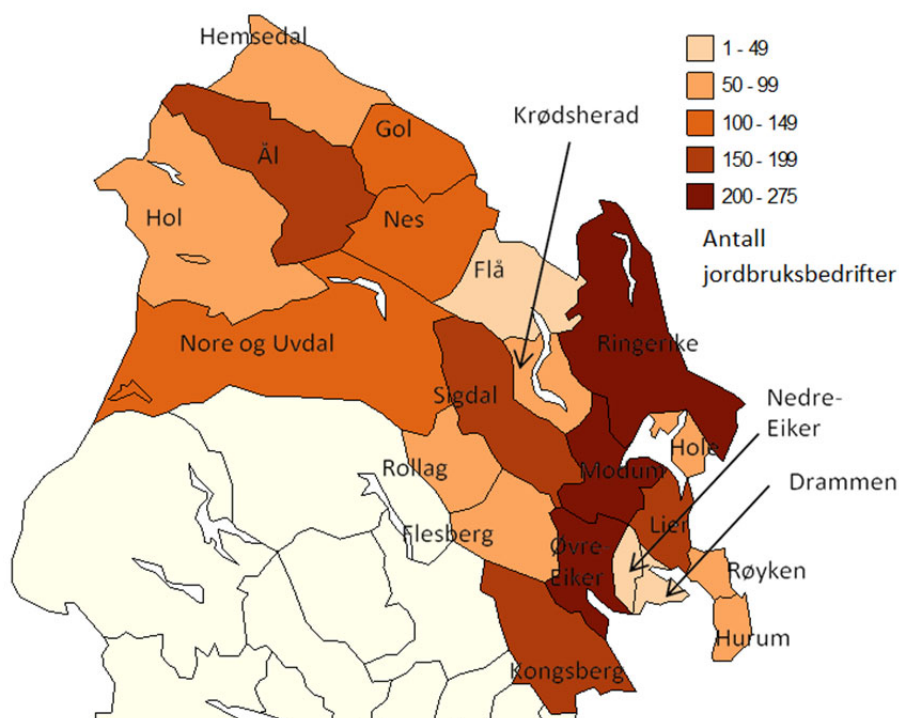 Hemsedal
1 - 49
50 - 99
100 - 149
150 - 199
200 - 275
Antall
jordbruksbedrifter
Krødsherad
Gol
Ål
Hol
Nes
Flå
Nore og Uvdal
Ringerike
Sigdal
Nedre-
Eiker
Hole
Rollag
Modum
Drammen
Flesberg
Lier
Øvre-
Eiker
Røyken
Hurum
Kongsberg